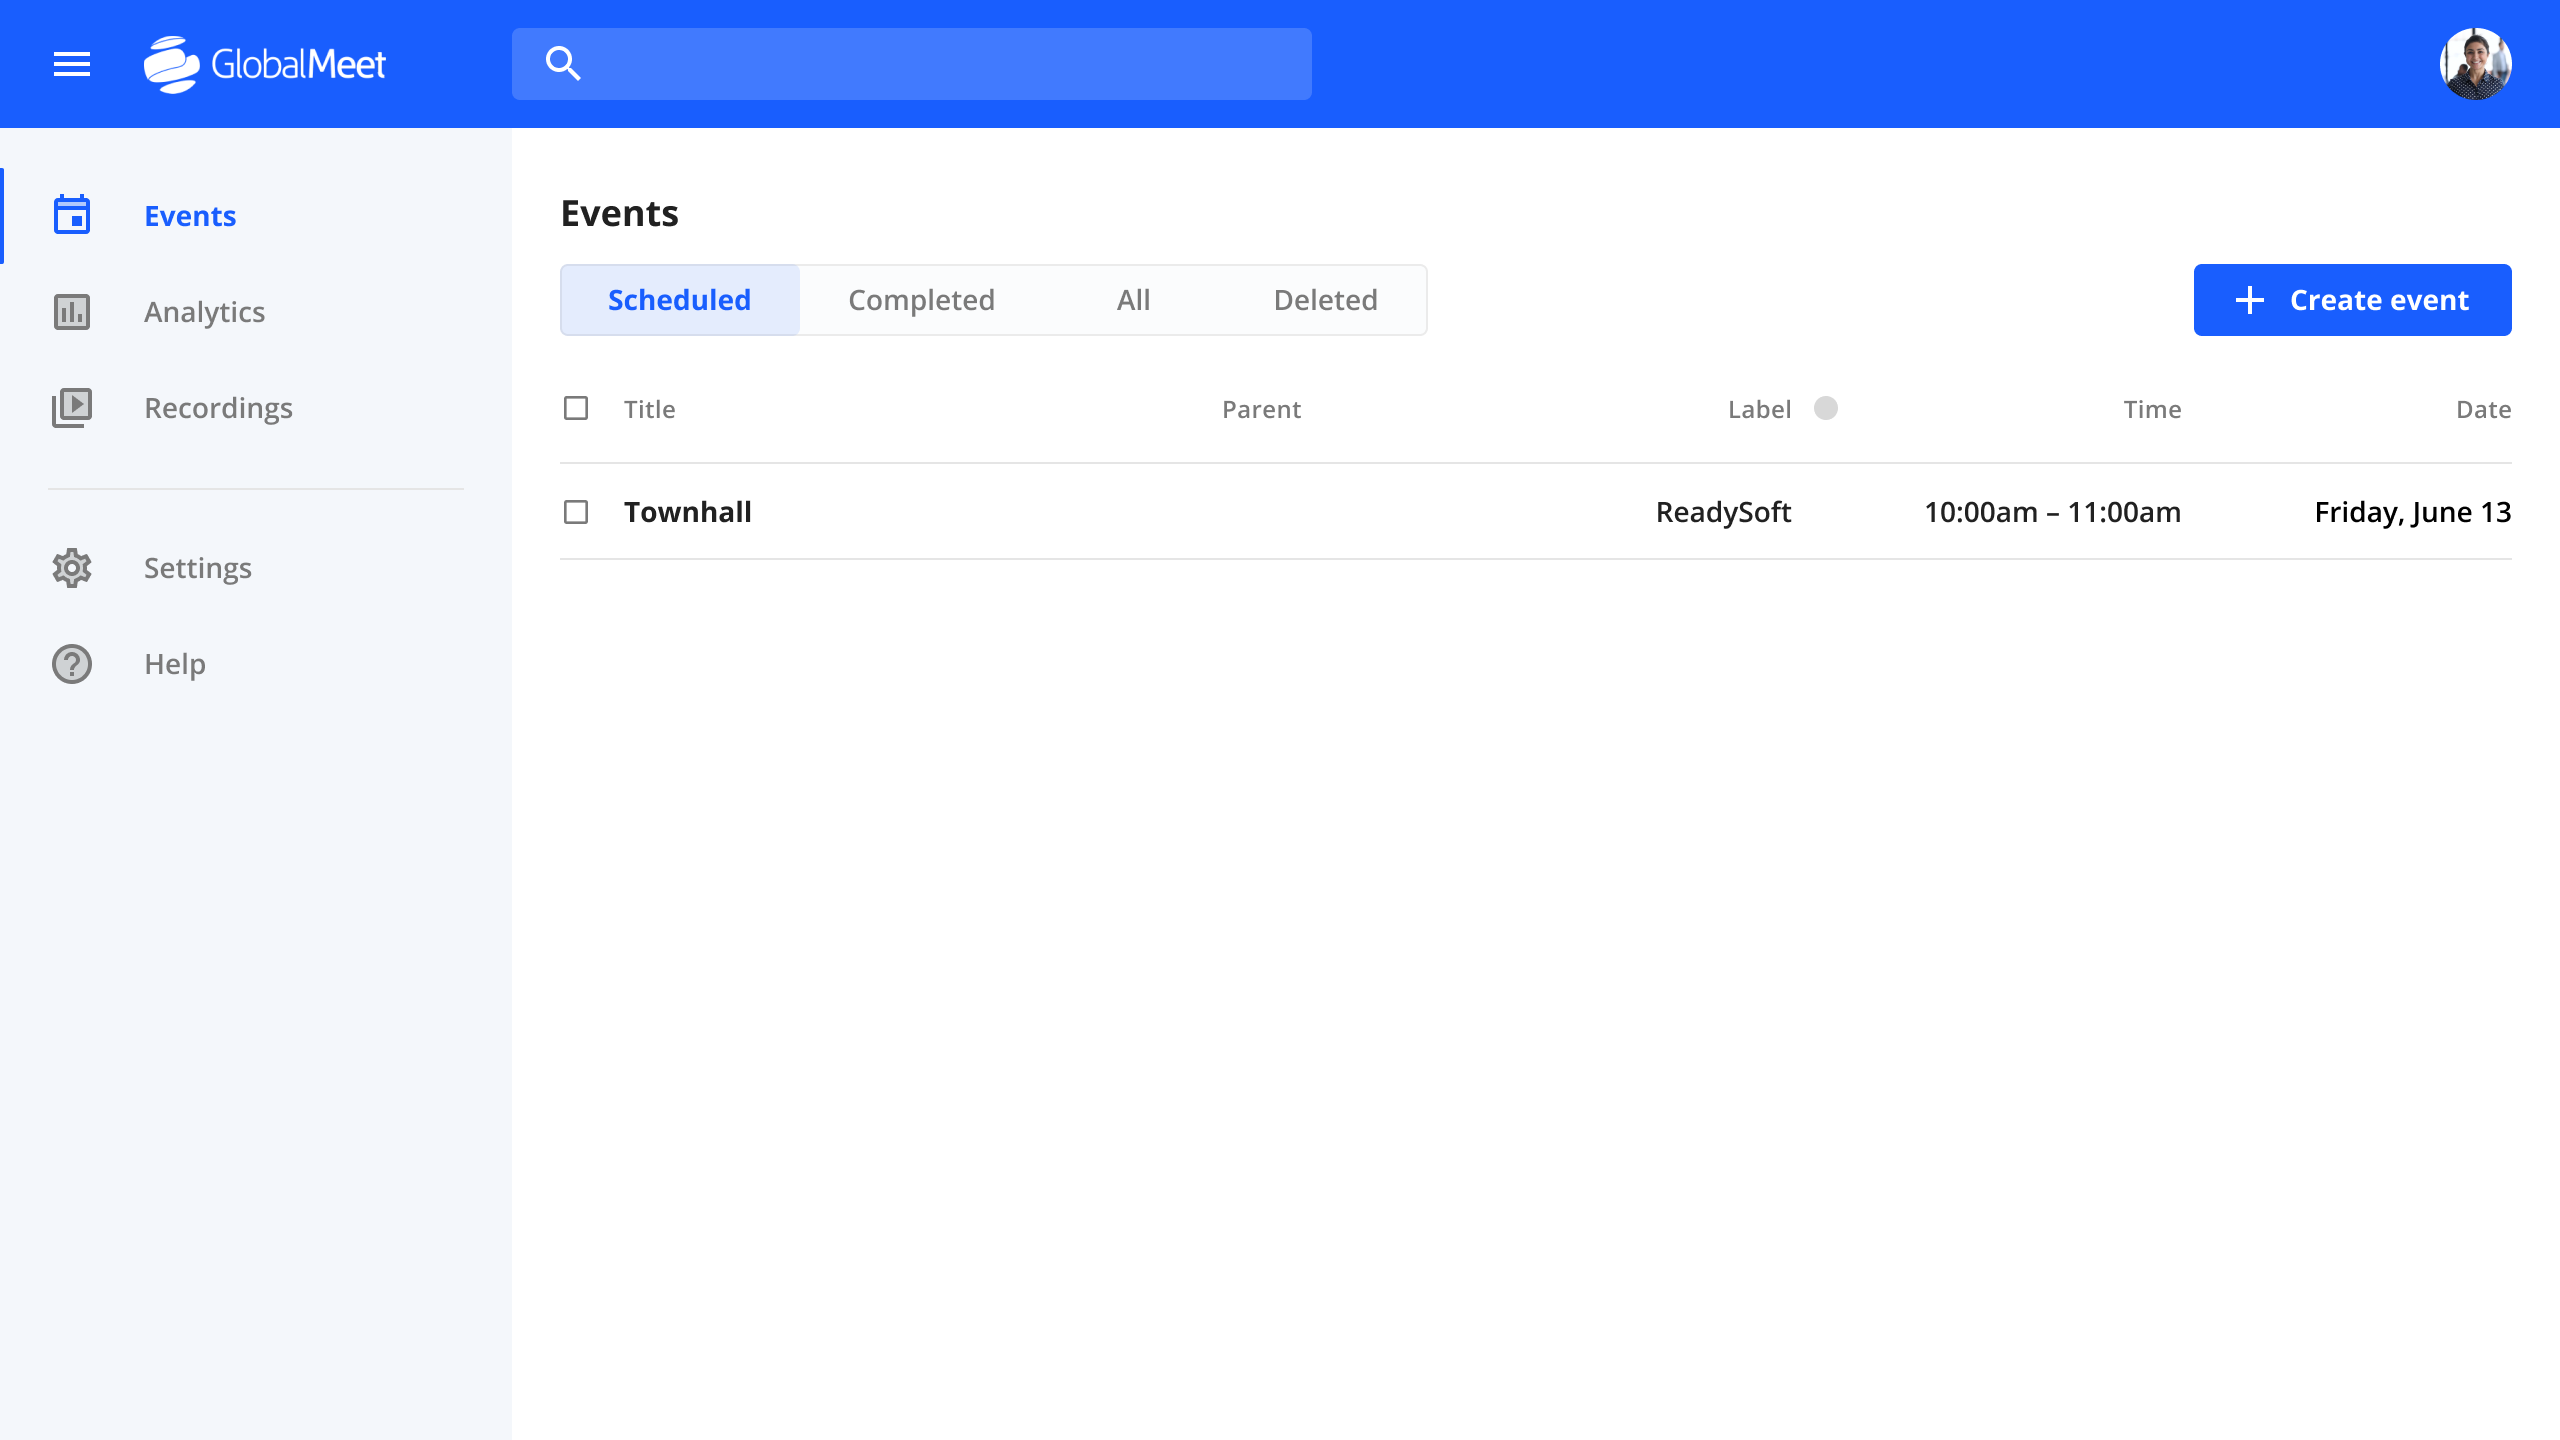 GlobalMeet
Events
Analytics
Recordings
Settings
Help
Events
Scheduled Completed All Deleted
Create event
Title Parent Label Time Date
Townhall ReadySoft 10:00am – 11:00am Friday, June 13